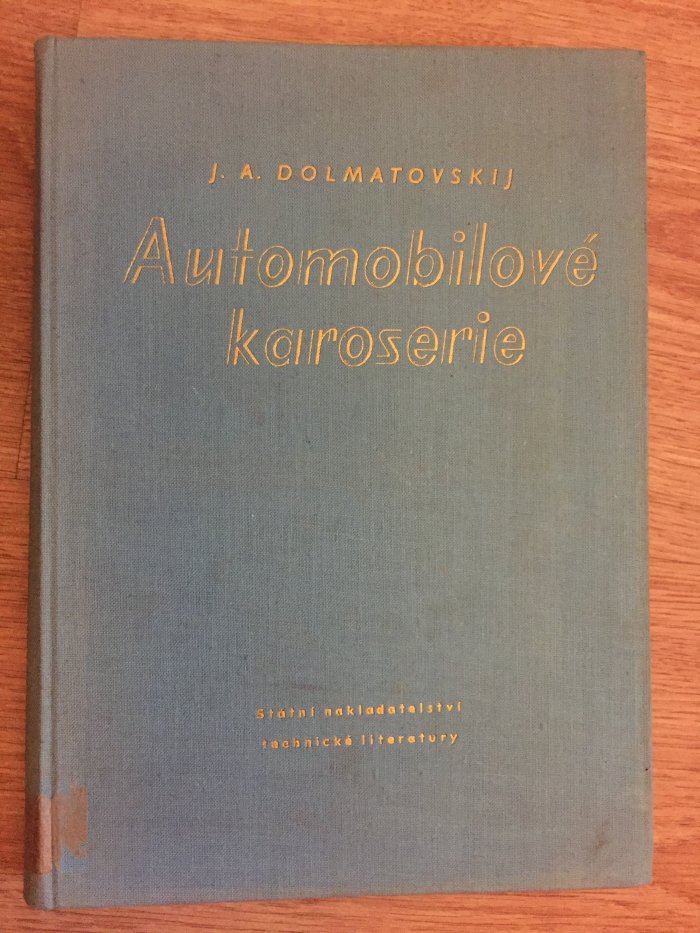 J. A. DOLMATOVSKIJ
Automobilové
karoserie
Státní nakladatelství
technické literatury